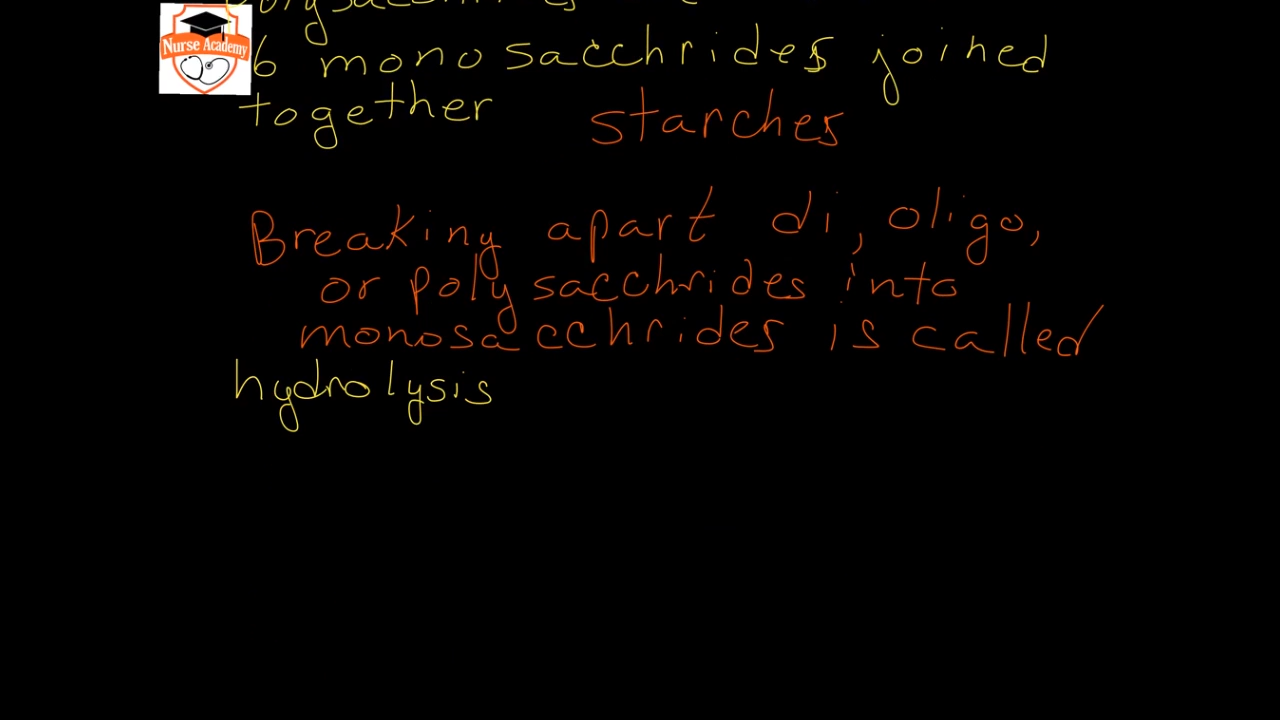 Nurse Academy
6 monosacchrides joined
together starches
Breaking apart di, oligo,
or polysacchrides into
monosacchrides is called
hydrolysis